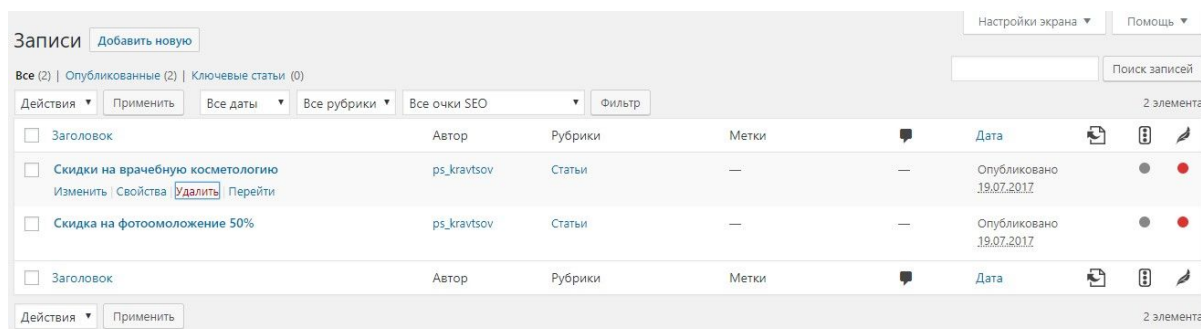 Настройки экрана ▼ Помощь ▼
Записи Добавить новую
Все (2) | Опубликованные (2) | Ключевые статьи (0)
Поиск записей
Действия ▼ Применить Все даты ▼ Все рубрики ▼ Все очки SEO ▼ Фильтр 2 элемента
Заголовок Автор Рубрики Метки Дата
Скидки на врачебную косметологию ps_kravtsov Статьи — — Опубликовано
Изменить | Свойства | Удалить | Перейти 19.07.2017
Скидка на фотоомоложение 50% ps_kravtsov Статьи — — Опубликовано
19.07.2017
Заголовок Автор Рубрики Метки Дата
Действия ▼ Применить 2 элемента